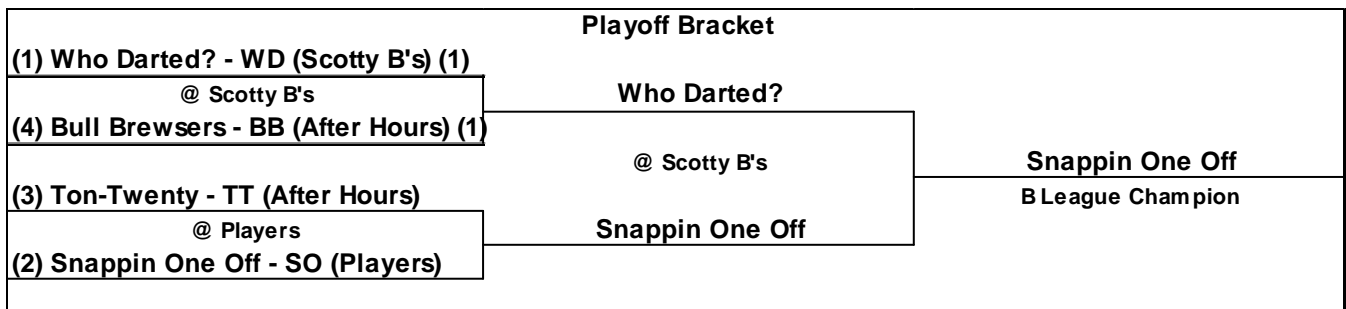 Playoff Bracket
(1) Who Darted? - WD (Scotty B's) (1)
@ Scotty B's
Who Darted?
(4) Bull Brewsers - BB (After Hours) (1)
@ Scotty B's
Snappin One Off
(3) Ton-Twenty - TT (After Hours)
B League Champion
@ Players
Snappin One Off
(2) Snappin One Off - SO (Players)